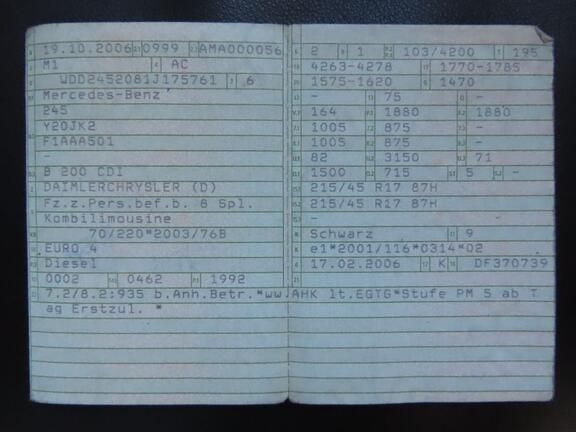 19.10.2006 0999 AMA000056
M1 AC
WDD2452081J175761 6
Mercedes-Benz
245
Y20JK2
F1AAA501
-
B 200 CDI
DAIMLERCHRYSLER (D)
Fz.z.Pers.bef.b. 8 Spl.
Kombilimousine
70/220*2003/76B
EURO 4
Diesel
0002 0462 1992
2 1 103/4200 195
4263-4278 1770-1785
1575-1620 1470
- 75 -
164 1880 1880
1005 875 -
1005 875 -
82 3150 71
1500 715 5 -
215/45 R17 87H
215/45 R17 87H
-
Schwarz 9
e1*2001/116*0314*02
17.02.2006 K DF370739
7.2/8.2:935 b.Anh.Betr.*ww.AHK lt.EGTG*Stufe PM 5 ab T
ag Erstzul. *